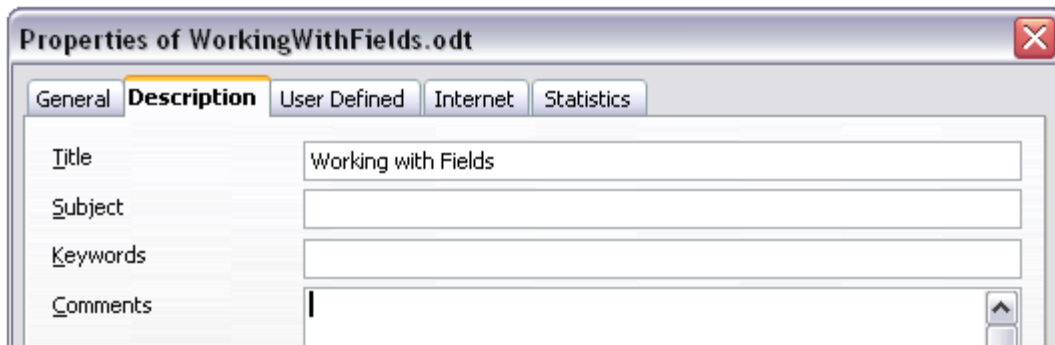 Properties of WorkingWithFields.odt
General Description User Defined Internet Statistics
Title Working with Fields
Subject
Keywords
Comments